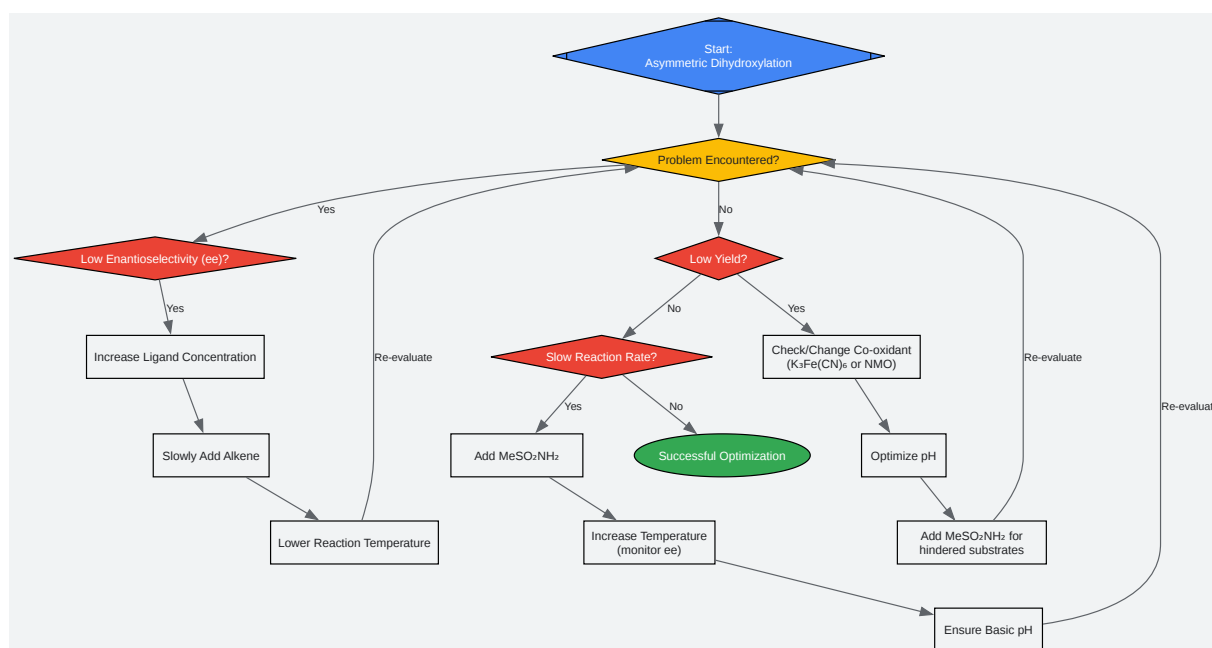 Start:
Asymmetric Dihydroxylation
Problem Encountered?
Yes
No
Low Enantioselectivity (ee)?
Low Yield?
Yes
No
Yes
Increase Ligand Concentration
Re-evaluate
Slow Reaction Rate?
Check/Change Co-oxidant
(K₃Fe(CN)₆ or NMO)
Re-evaluate
Yes
No
Re-evaluat
Slowly Add Alkene
Add MeSO₂NH₂
Successful Optimization
Optimize pH
Lower Reaction Temperature
Increase Temperature
(monitor ee)
Add MeSO₂NH₂ for
hindered substrates
Ensure Basic pH